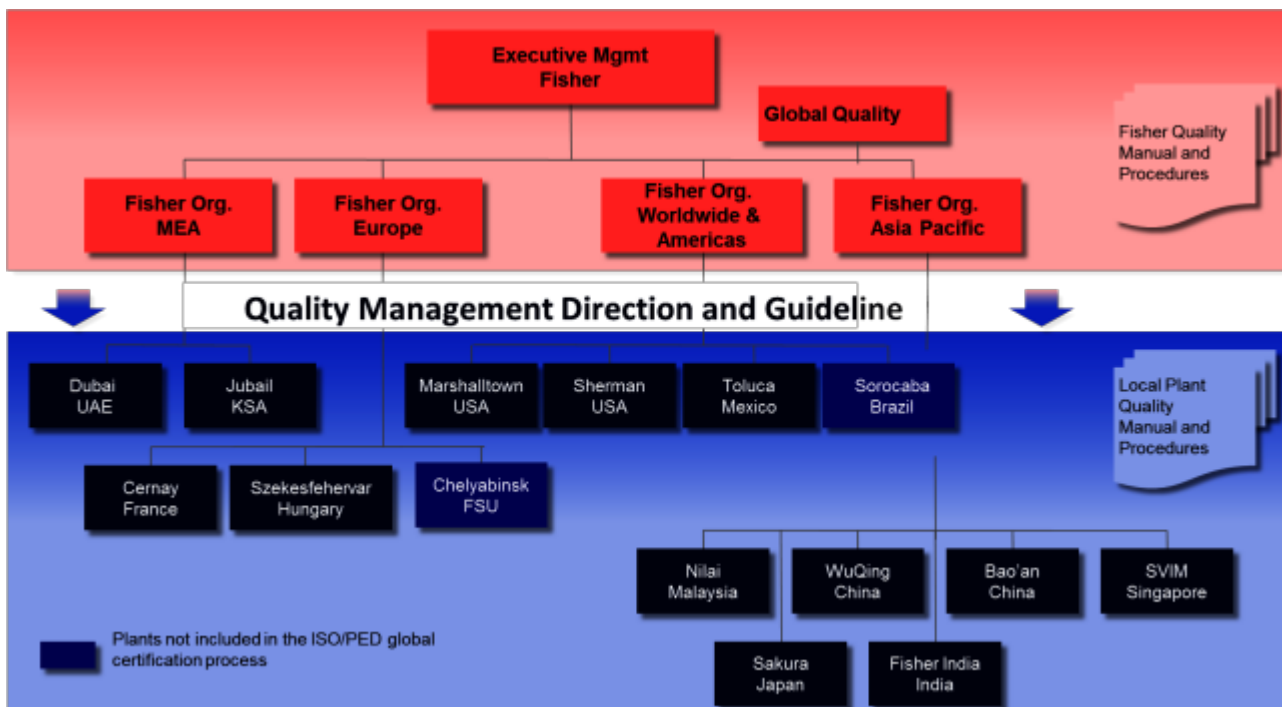 Executive Mgmt
Fisher
Global Quality
Fisher Quality
Manual and
Procedures
Fisher Org.
MEA
Fisher Org.
Europe
Fisher Org.
Worldwide &
Americas
Fisher Org.
Asia Pacific
Quality Management Direction and Guideline
Dubai
UAE
Jubail
KSA
Marshalltown
USA
Sherman
USA
Toluca
Mexico
Sorocaba
Brazil
Local Plant
Quality
Manual and
Procedures
Cernay
France
Szekesfehervar
Hungary
Chelyabinsk
FSU
Nilai
Malaysia
WuQing
China
Bao'an
China
SVIM
Singapore
Plants not included in the ISO/PED global
certification process
Sakura
Japan
Fisher India
India